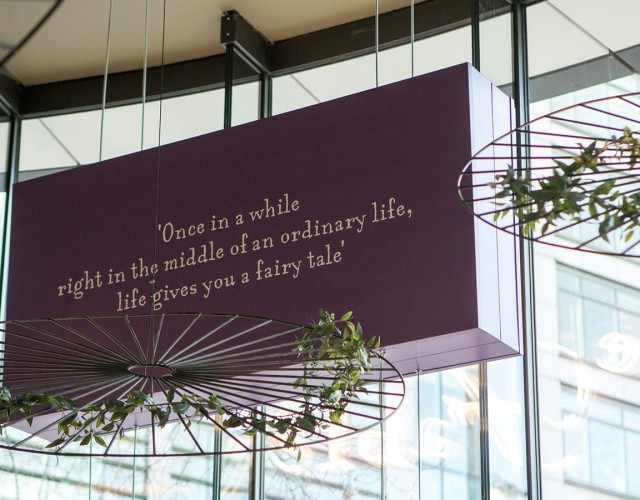 'Once in a while
right in the middle of an ordinary life,
life gives you a fairy tale'